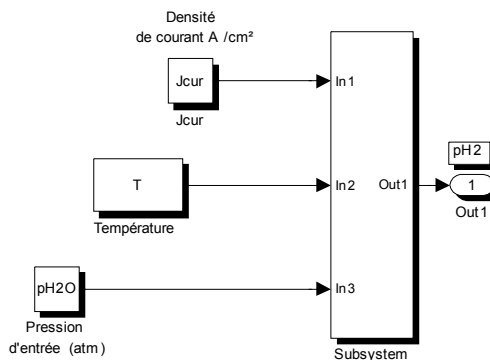 Densité
de courant A /cm²
Jcur
Jcur
In1
T
Température
In2
Out1
pH2
1
Out1
pH2O
Pression
d'entrée (atm)
In3
Subsystem